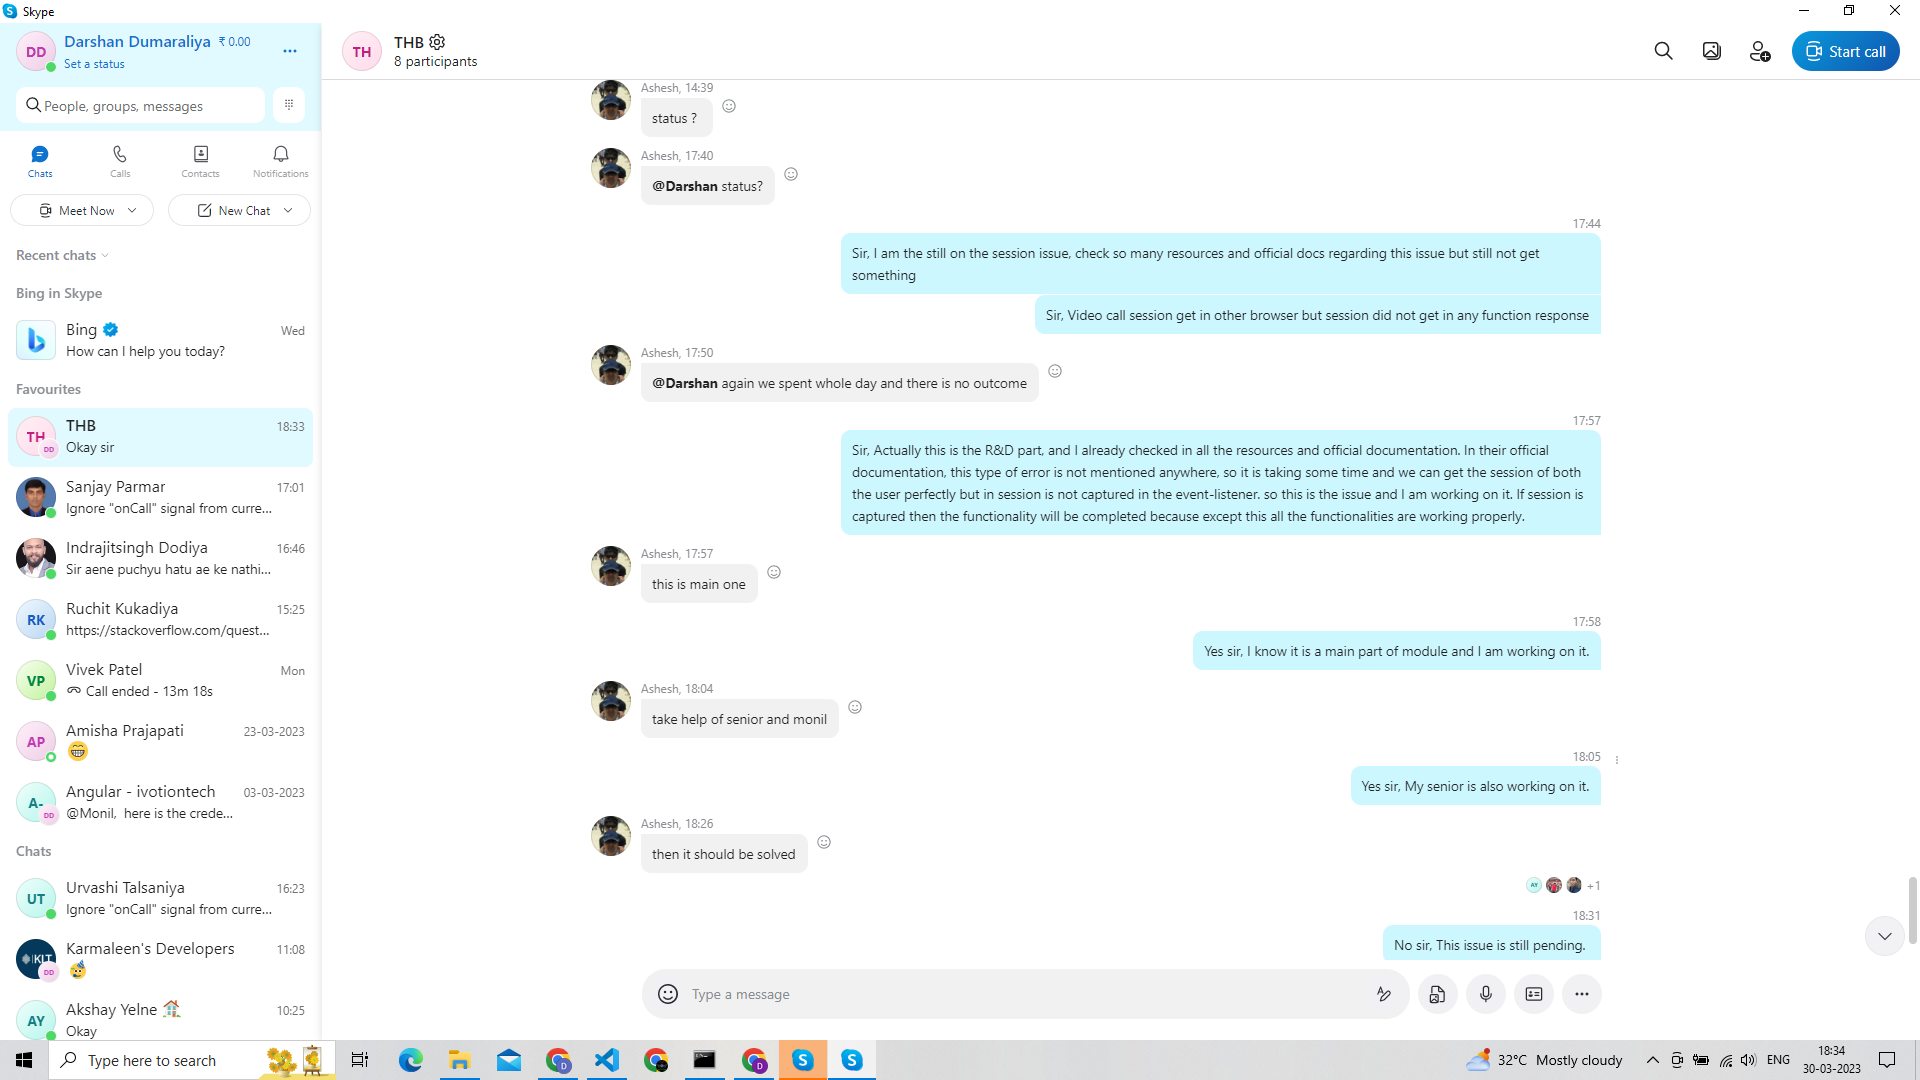 Skype
DD
Darshan Dumaraliya
₹ 0.00
Set a status
People, groups, messages
Chats
Calls
Contacts
Notifications
Meet Now
New Chat
Recent chats
Bing in Skype
Bing
Wed
How can I help you today?
Favourites
TH
DD
THB
18:33
Okay sir
Sanjay Parmar
17:01
Ignore "onCall" signal from curre...
Indrajitsingh Dodiya
16:46
Sir aene puchyu hatu ae ke nathi...
RK
Ruchit Kukadiya
15:25
https://stackoverflow.com/quest...
VP
Vivek Patel
Mon
Call ended - 13m 18s
AP
Amisha Prajapati
23-03-2023
A-
DD
Angular - ivotiontech
03-03-2023
@Monil, here is the crede...
Chats
UT
Urvashi Talsaniya
16:23
Ignore "onCall" signal from curre...
KIT
DD
Karmaleen's Developers
11:08
AY
Akshay Yelne
10:25
Okay
TH
THB
8 participants
Start call
Ashesh, 14:39
status ?
Ashesh, 17:40
@Darshan status?
17:44
Sir, I am the still on the session issue, check so many resources and official docs regarding this issue but still not get
something
Sir, Video call session get in other browser but session did not get in any function response
Ashesh, 17:50
@Darshan again we spent whole day and there is no outcome
17:57
Sir, Actually this is the R&D part, and I already checked in all the resources and official documentation. In their official
documentation, this type of error is not mentioned anywhere, so it is taking some time and we can get the session of both
the user perfectly but in session is not captured in the event-listener. so this is the issue and I am working on it. If session is
captured then the functionality will be completed because except this all the functionalities are working properly.
Ashesh, 17:57
this is main one
17:58
Yes sir, I know it is a main part of module and I am working on it.
Ashesh, 18:04
take help of senior and monil
18:05
Yes sir, My senior is also working on it.
Ashesh, 18:26
then it should be solved
AY
+1
18:31
No sir, This issue is still pending.
Type a message
Type here to search
32°C Mostly cloudy
ENG
18:34
30-03-2023